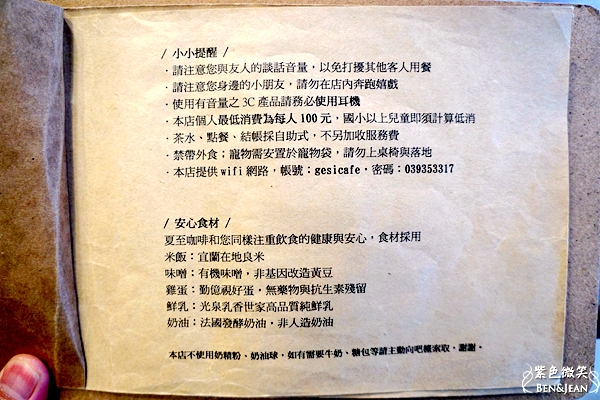 / 小小提醒 /
．請注意您與友人的談話音量，以免打擾其他客人用餐
．請注意您身邊的小朋友，請勿在店內奔跑嬉戲
．使用有音量之 3C 產品請務必使用耳機
．本店個人最低消費為每人 100 元，國小以上兒童即須計算低消
．茶水、點餐、結帳採自助式，不另加收服務費
．禁帶外食；寵物需安置於寵物袋，請勿上桌椅與落地
．本店提供 wifi 網路，帳號：gesicafe，密碼：039353317
/ 安心食材 /
夏至咖啡和您同樣注重飲食的健康與安心，食材採用
米飯：宜蘭在地良米
味噌：有機味噌，非基因改造黃豆
雞蛋：勤億視好蛋，無藥物與抗生素殘留
鮮乳：光泉乳香世家高品質純鮮乳
奶油：法國發酵奶油，非人造奶油
本店不使用奶精粉、奶油球，如有需要牛奶、糖包等請主動向吧檯索取，謝謝。
紫色微笑
BEN&JEAN